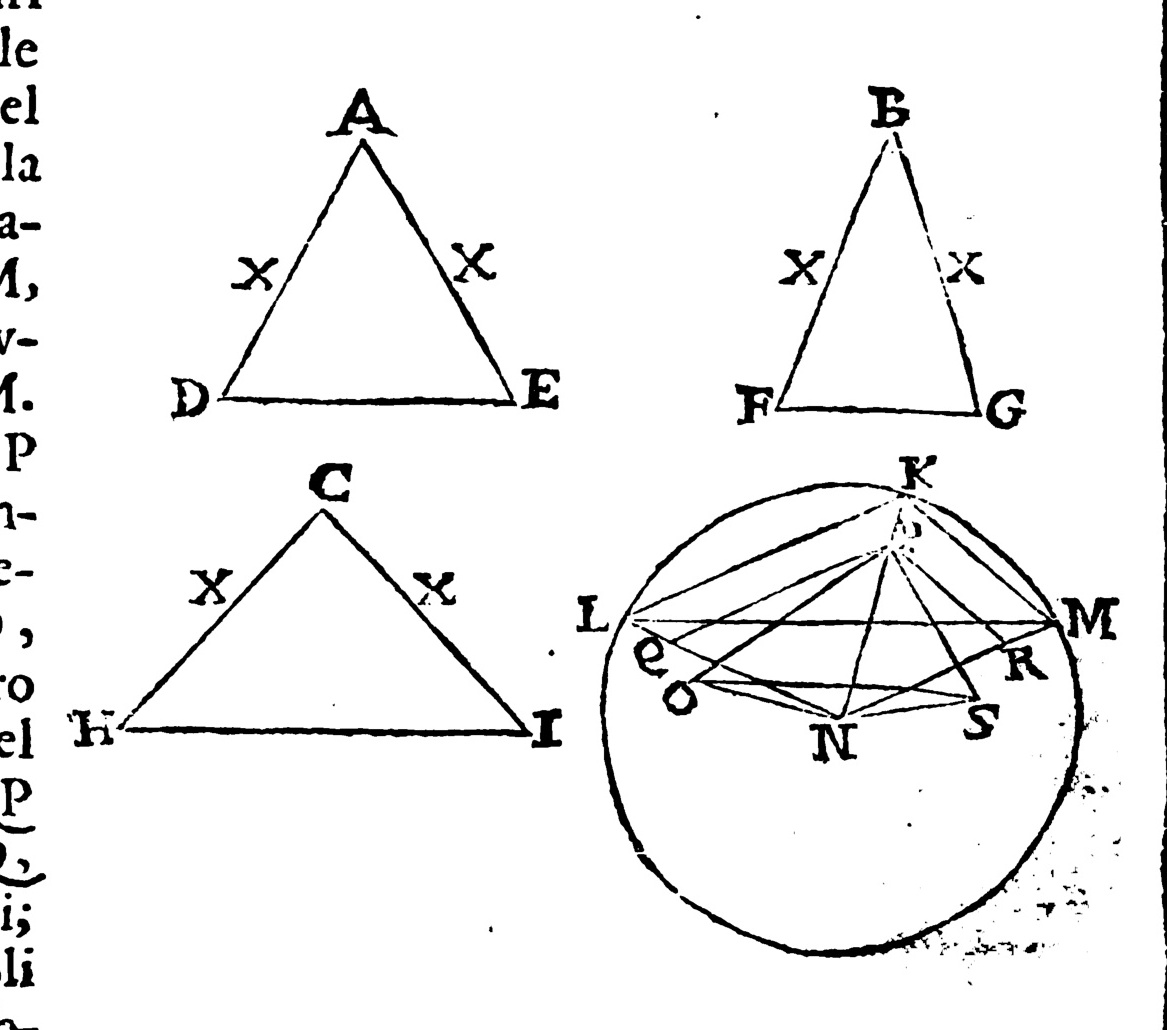 le
el
la
a-
M,
v-
M.
P
n-
e-
,
ro
el
P
i;
li
A
X X
D E
B
X X
F G
C
X X
H I
K
L M
Q R
O S
N